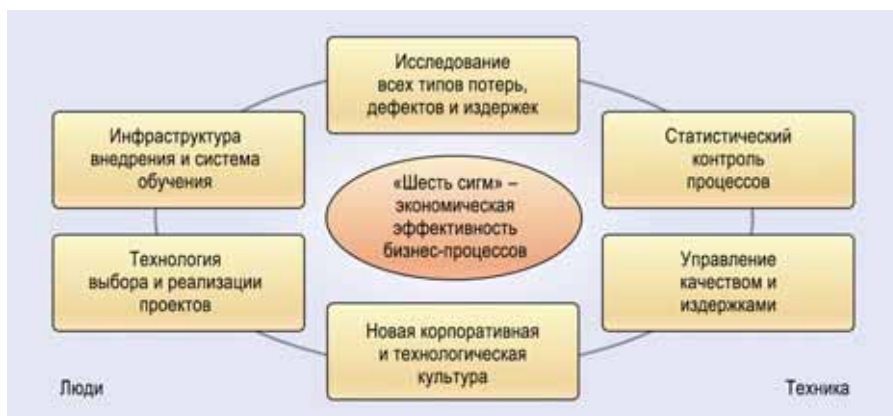 Исследование
всех типов потерь,
дефектов и издержек
Инфраструктура
внедрения и система
обучения
Статистический
контроль
процессов
«Шесть сигм» –
экономическая
эффективность
бизнес-процессов
Технология
выбора и реализации
проектов
Управление
качеством и
издержками
Новая корпоративная
и технологическая
культура
Люди
Техника